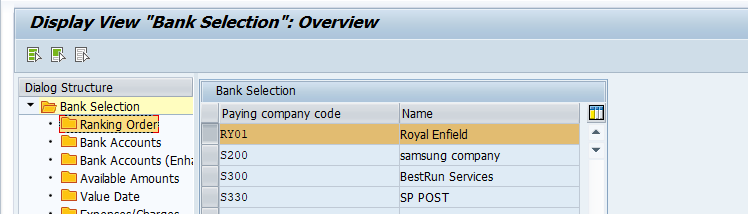 Display View "Bank Selection": Overview
Dialog Structure
Bank Selection
Ranking Order
Bank Accounts
Bank Accounts (Enha
Available Amounts
Value Date
Expenses/Charges
Bank Selection
Paying company code Name
RY01 Royal Enfield
S200 samsung company
S300 BestRun Services
S330 SP POST